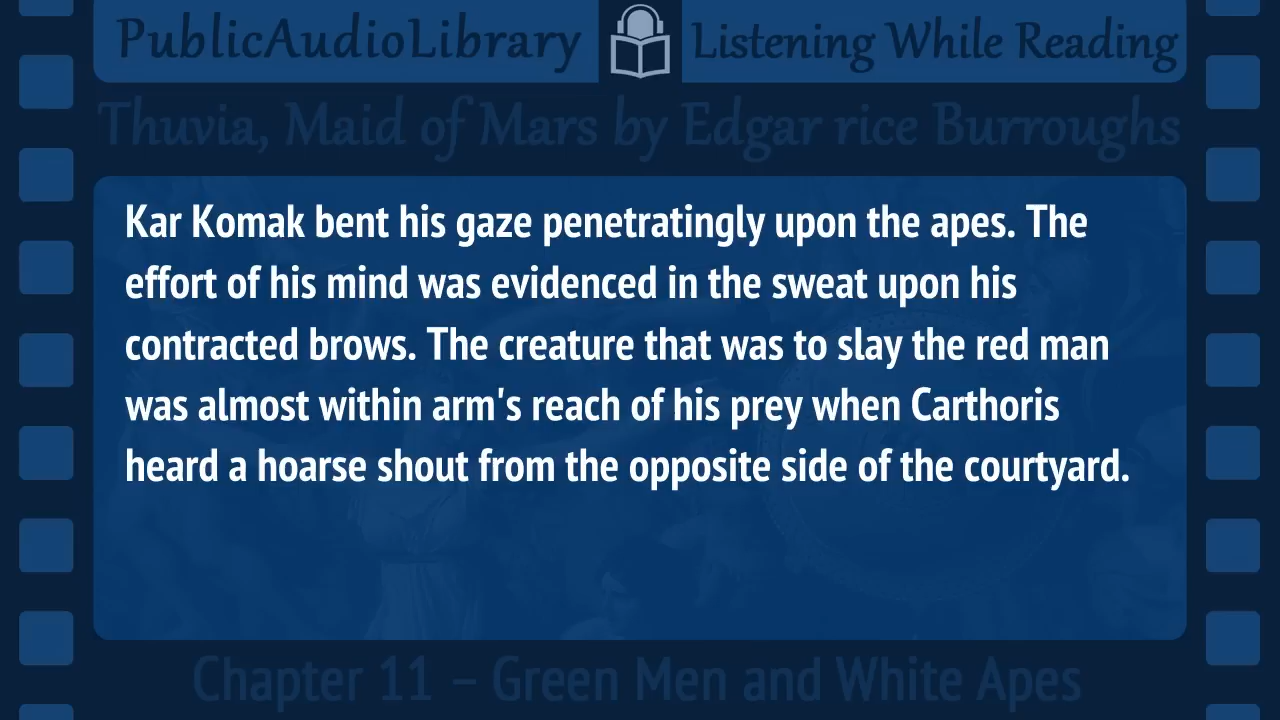 PublicAudioLibrary Listening While Reading
Thuvia, Maid of Mars by Edgar rice Burroughs
Kar Komak bent his gaze penetratingly upon the apes. The
effort of his mind was evidenced in the sweat upon his
contracted brows. The creature that was to slay the red man
was almost within arm's reach of his prey when Carthoris
heard a hoarse shout from the opposite side of the courtyard.
Chapter 11 – Green Men and White Apes